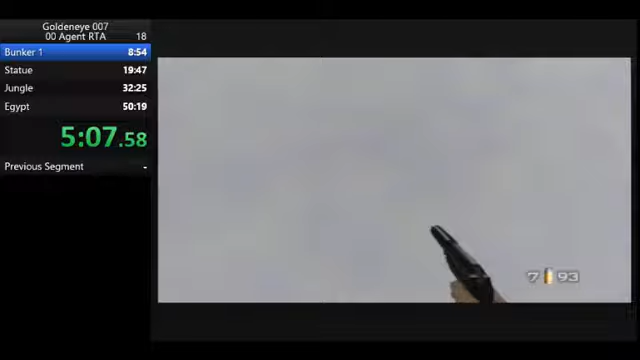 Goldeneye 007
00 Agent RTA 18
Bunker 1 8:54
Statue 19:47
Jungle 32:25
Egypt 50:19
5:07.58
Previous Segment -
7 93